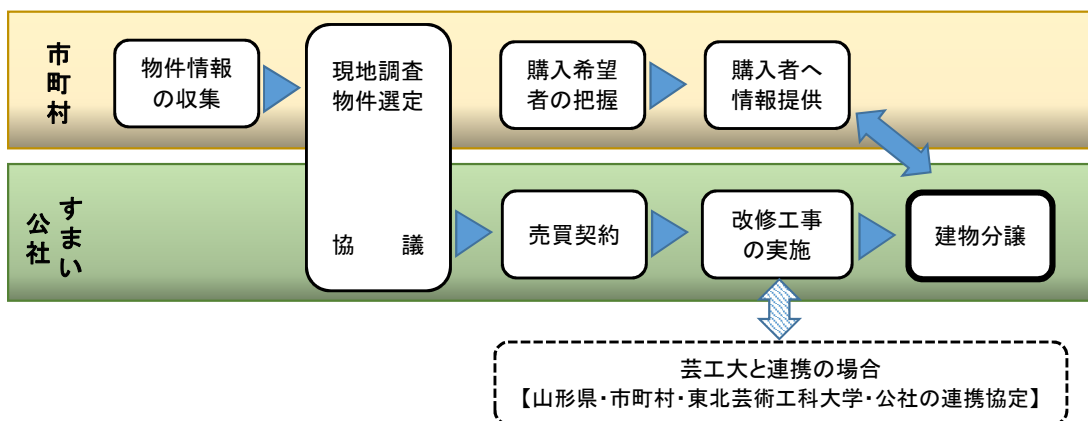 市町村
物件情報
の収集
現地調査
物件選定
協　　議
購入希望
者の把握
購入者へ
情報提供
すまい
公社
売買契約
改修工事
の実施
建物分譲
芸工大と連携の場合
【山形県・市町村・東北芸術工科大学・公社の連携協定】